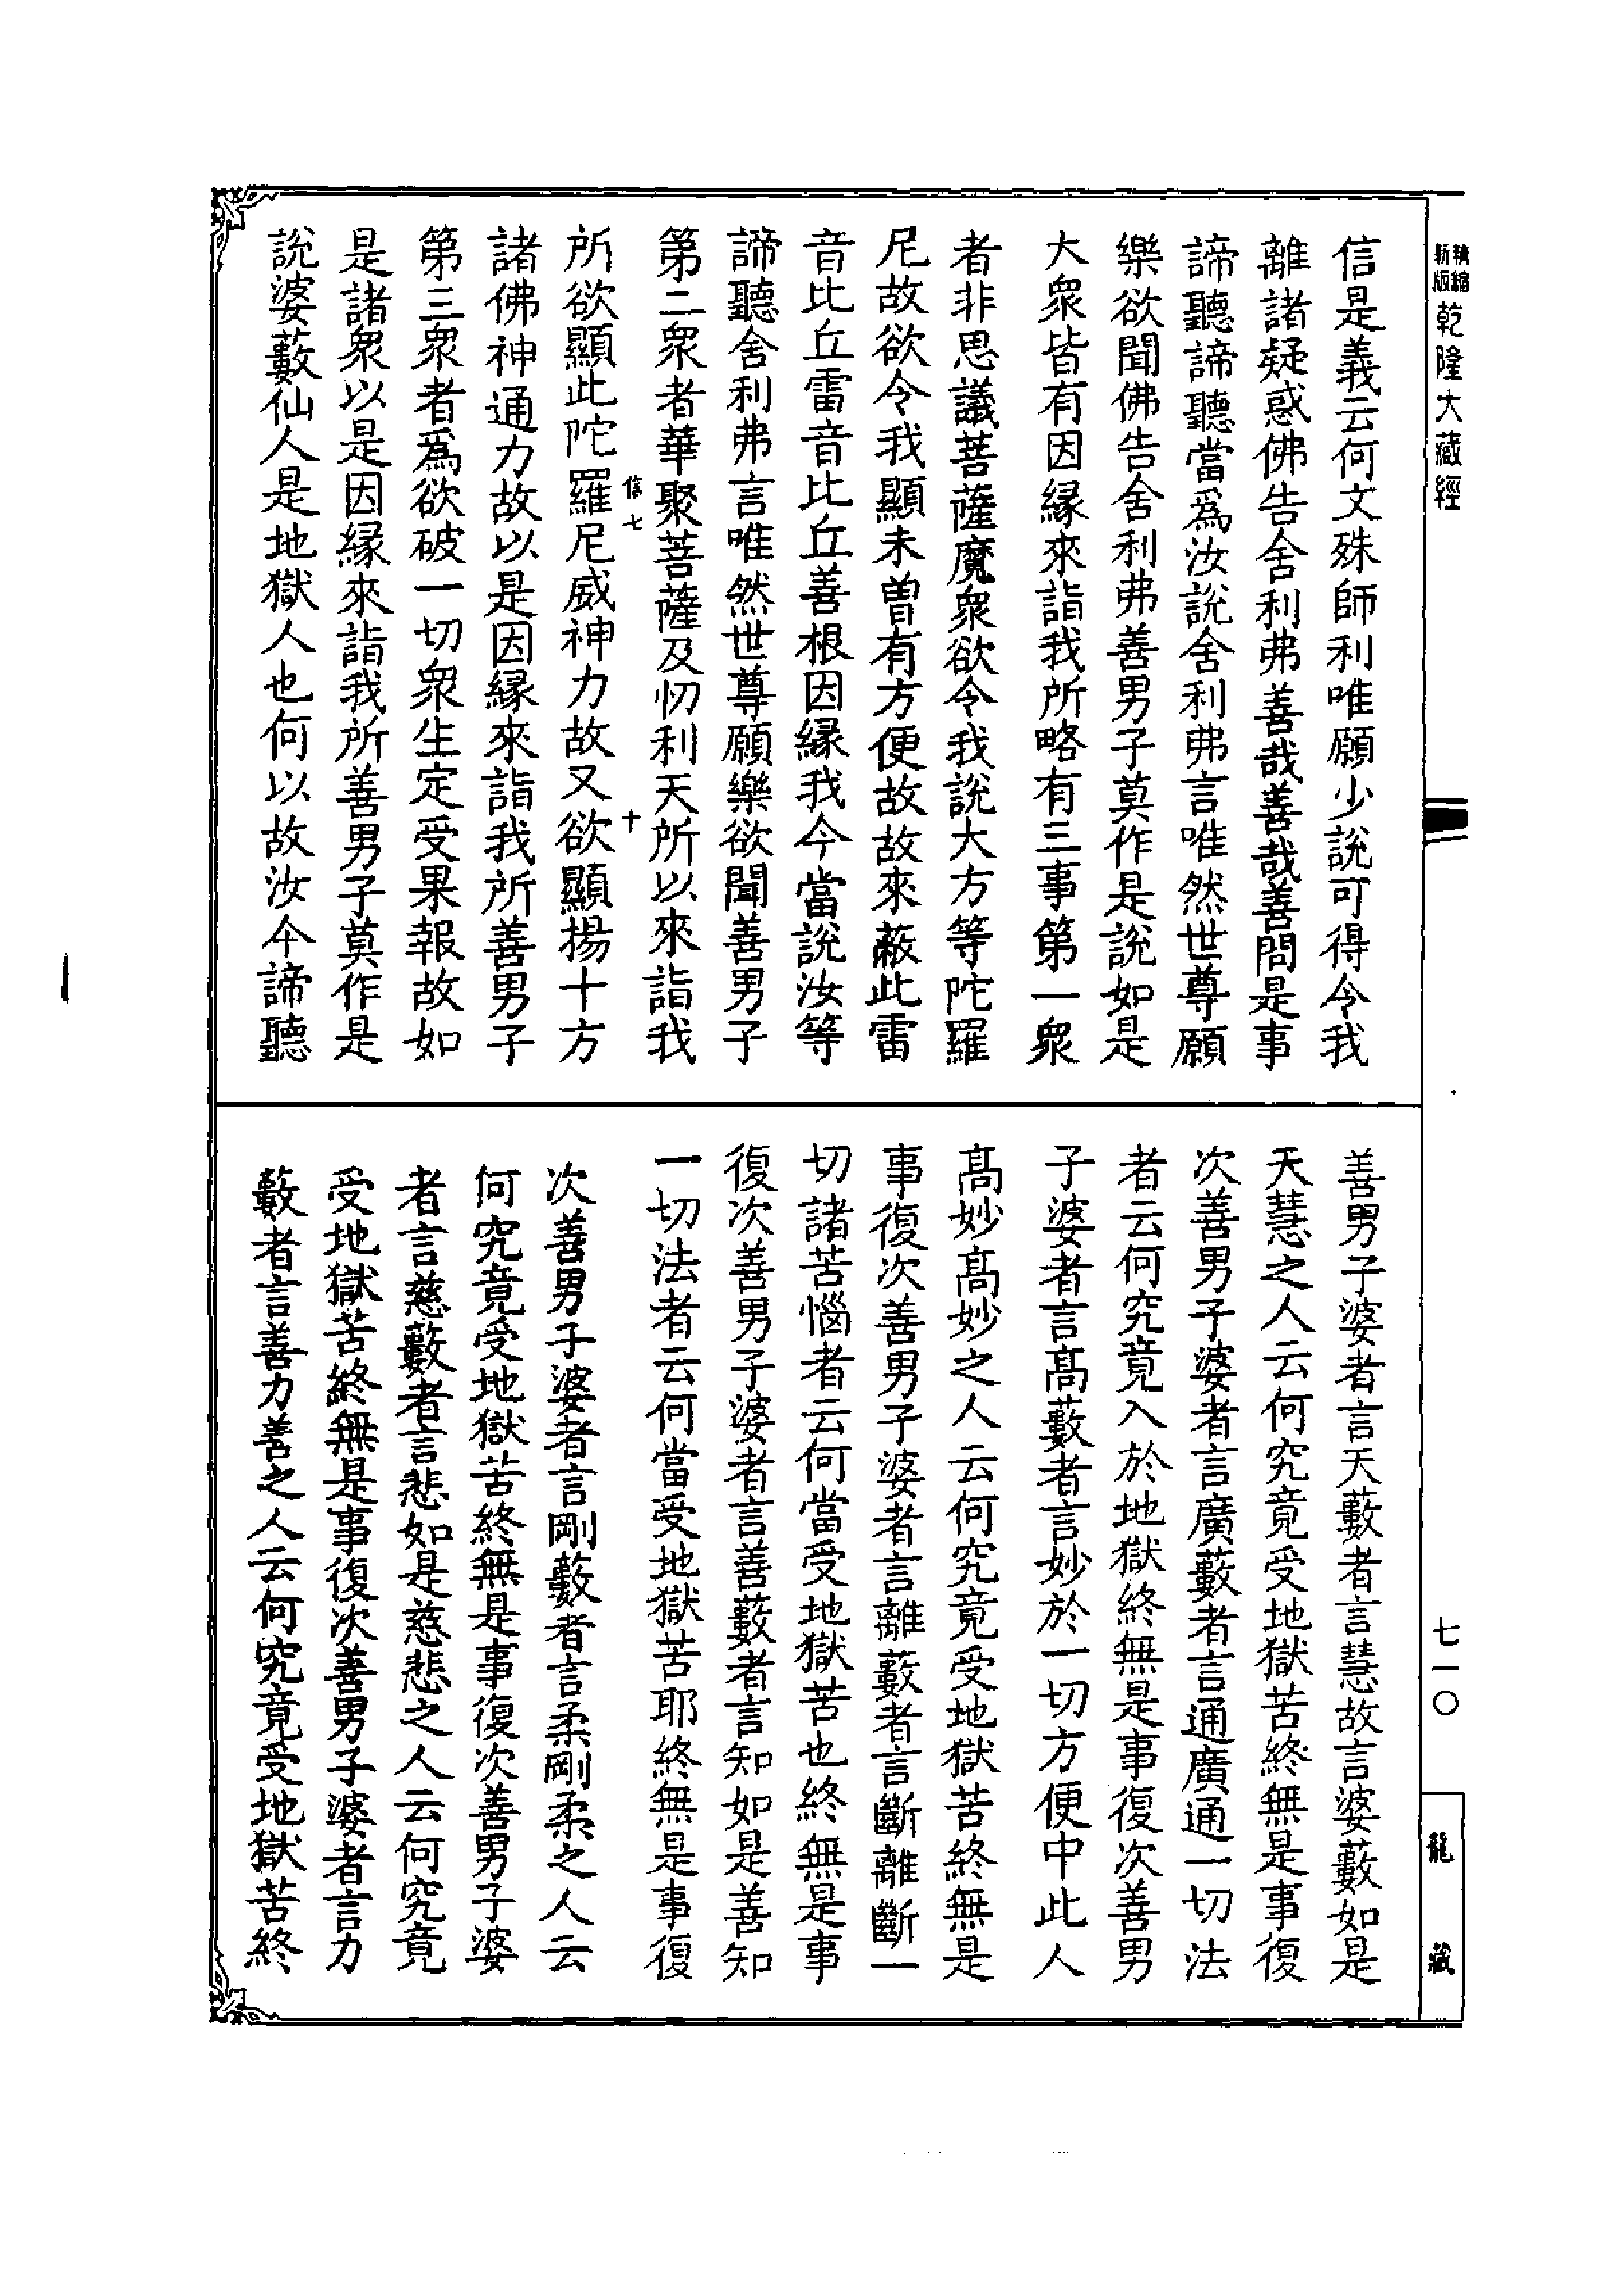 精縮
新版
乾隆大藏經
信是義云何文殊師利唯願少說可得令我
離諸疑惑佛告舍利弗善哉善哉善問是事
諦聽諦聽當爲汝說舍利弗言唯然世尊願
樂欲聞佛告舍利弗善男子莫作是說如是
大衆皆有因緣來詣我所略有三事第一衆
者非思議菩薩魔衆欲令我說大方等陀羅
尼故欲令我顯未曾有方便故故來蔽此雷
音比丘雷音比丘善根因緣我今當說汝等
諦聽舍利弗言唯然世尊願樂欲聞善男子
第二衆者華聚菩薩及忉利天所以來詣我
信七
十
所欲顯此陀羅尼威神力故又欲顯揚十方
諸佛神通力故以是因緣來詣我所善男子
第三衆者爲欲破一切衆生定受果報故如
是諸衆以是因緣來詣我所善男子莫作是
說婆藪仙人是地獄人也何以故汝今諦聽
善男子婆者言天藪者言慧故言婆藪如是
天慧之人云何究竟受地獄苦終無是事復
次善男子婆者言廣藪者言通廣通一切法
者云何究竟入於地獄終無是事復次善男
子婆者言髙藪者言妙於一切方便中此人
髙妙髙妙之人云何究竟受地獄苦終無是
事復次善男子婆者言離藪者言斷離斷一
切諸苦惱者云何當受地獄苦也終無是事
復次善男子婆者言善藪者言知如是善知
一切法者云何當受地獄苦耶終無是事復
次善男子婆者言剛藪者言柔剛柔之人云
何究竟受地獄苦終無是事復次善男子婆
者言慈藪者言悲如是慈悲之人云何究竟
受地獄苦終無是事復次善男子婆者言力
藪者言善力善之人云何究竟受地獄苦終
七一〇
龍藏